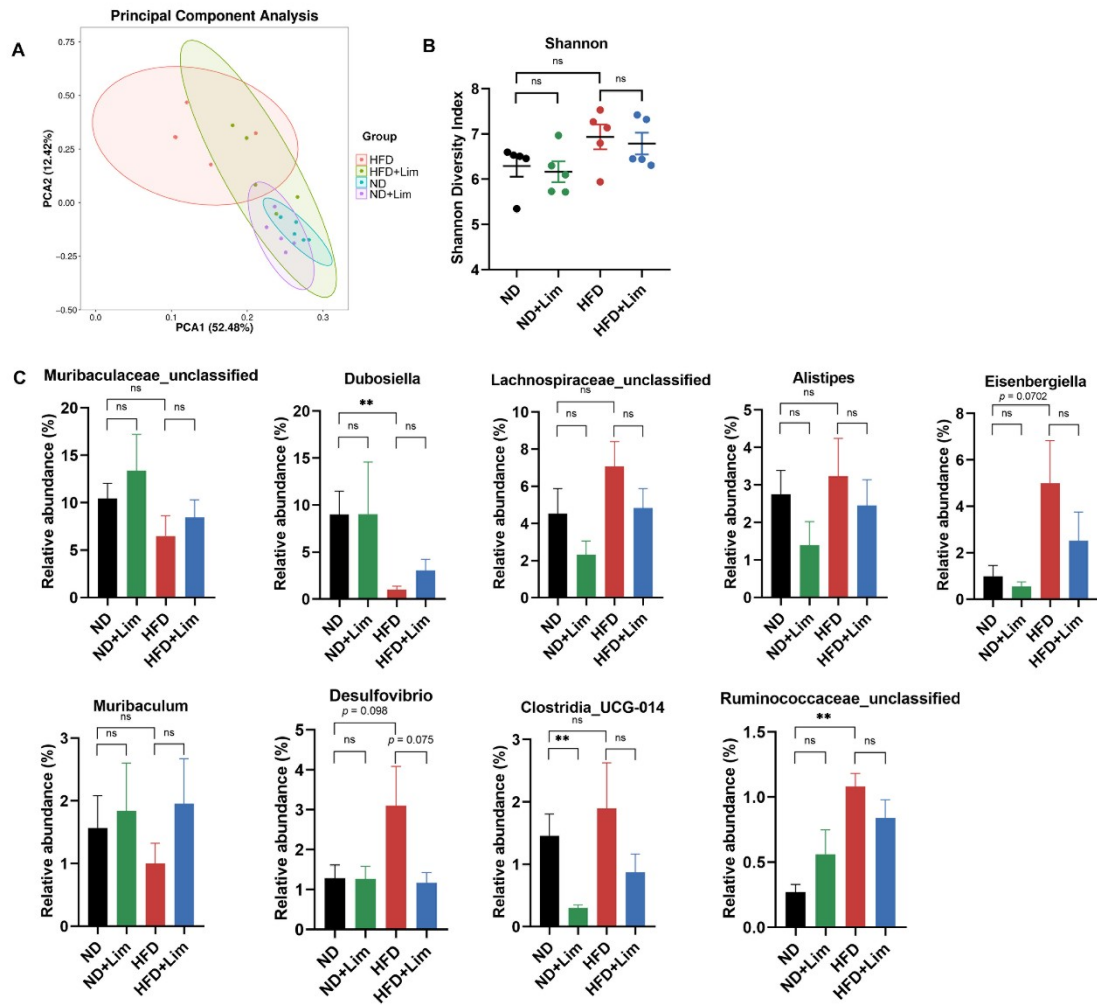 Principal Component Analysis
A
0.75
0.50
0.25
0.00
−0.25
−0.50
PCA2 (12.42%)
0.0
0.1
0.2
0.3
PCA1 (52.48%)
Group
HFD
HFD+Lim
ND
ND+Lim
B
Shannon
ns
ns
ns
Shannon Diversity Index
8
7
6
5
4
ND
ND+Lim
HFD
HFD+Lim
C
Muribaculaceae_unclassified
ns
ns
ns
Relative abundance (%)
20
15
10
5
0
ND
ND+Lim
HFD
HFD+Lim
Dubosiella
**
ns
ns
Relative abundance (%)
20
15
10
5
0
ND
ND+Lim
HFD
HFD+Lim
Lachnospiraceae_unclassified
ns
ns
ns
Relative abundance (%)
10
8
6
4
2
0
ND
ND+Lim
HFD
HFD+Lim
Alistipes
ns
ns
ns
Relative abundance (%)
5
4
3
2
1
0
ND
ND+Lim
HFD
HFD+Lim
Eisenbergiella
p = 0.0702
ns
ns
Relative abundance (%)
8
6
4
2
0
ND
ND+Lim
HFD
HFD+Lim
Muribaculum
ns
ns
ns
Relative abundance (%)
3
2
1
0
ND
ND+Lim
HFD
HFD+Lim
Desulfovibrio
p = 0.098
p = 0.075
ns
Relative abundance (%)
5
4
3
2
1
0
ND
ND+Lim
HFD
HFD+Lim
Clostridia_UCG-014
ns
**
ns
Relative abundance (%)
3
2
1
0
ND
ND+Lim
HFD
HFD+Lim
Ruminococcaceae_unclassified
**
ns
ns
Relative abundance (%)
1.5
1.0
0.5
0.0
ND
ND+Lim
HFD
HFD+Lim